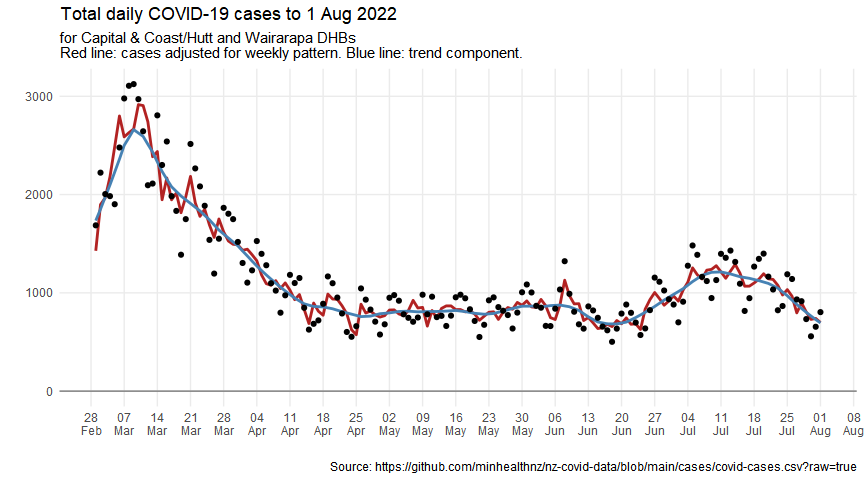 Total daily COVID-19 cases to 1 Aug 2022
for Capital & Coast/Hutt and Wairarapa DHBs
Red line: cases adjusted for weekly pattern. Blue line: trend component.
3000
2000
1000
0
28 07 14 21 28 04 11 18 25 02 09 16 23 30 06 13 20 27 04 11 18 25 01 08
Feb Mar Mar Mar Mar Apr Apr Apr Apr May May May May May Jun Jun Jun Jun Jul Jul Jul Jul Aug Aug
Source: https://github.com/minhealthnz/nz-covid-data/blob/main/cases/covid-cases.csv?raw=true